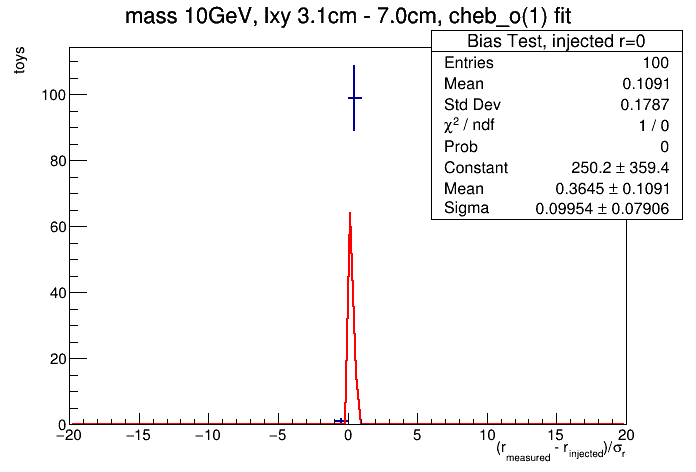 mass 10GeV, lxy 3.1cm - 7.0cm, cheb_o(1) fit
Bias Test, injected r=0
Entries 100
Mean 0.1091
Std Dev 0.1787
χ² / ndf 1 / 0
Prob 0
Constant 250.2 ± 359.4
Mean 0.3645 ± 0.1091
Sigma 0.09954 ± 0.07906
toys
100
80
60
40
20
0
−20 −15 −10 −5 0 5 10 15 20
(r_measured - r_injected)/σ_r